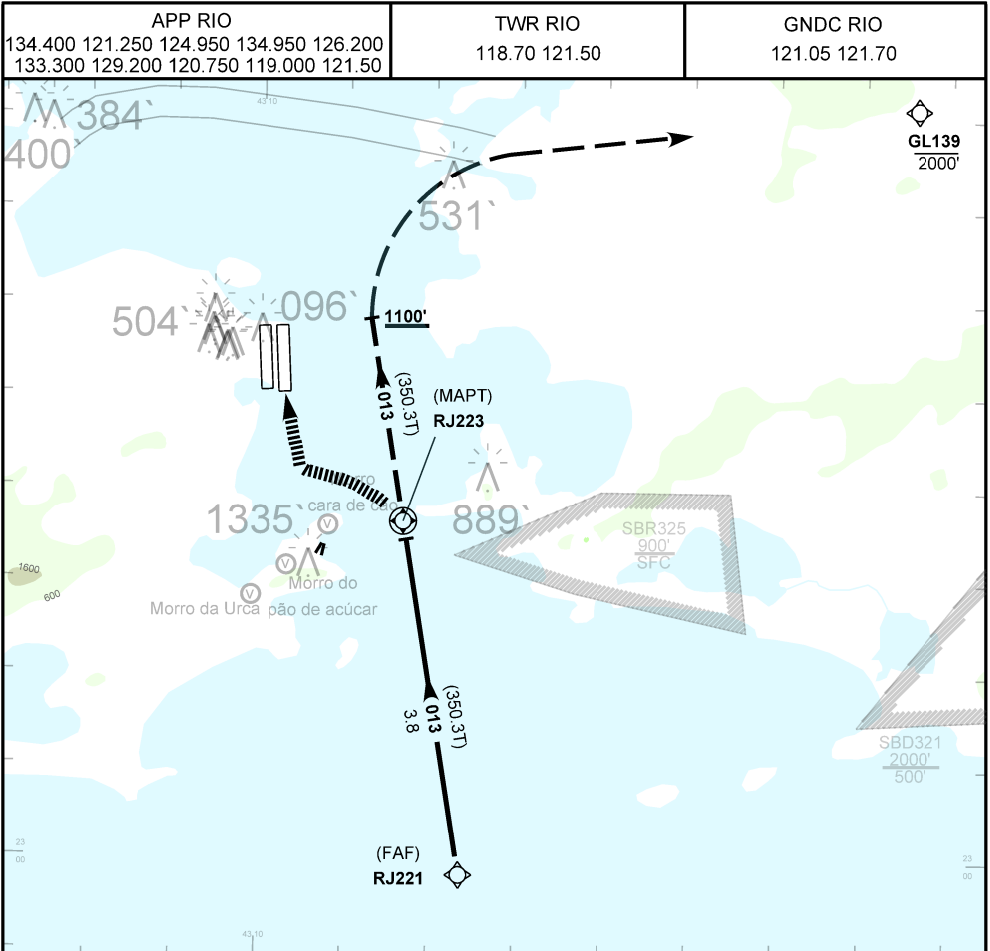 APP RIO
134.400 121.250 124.950 134.950 126.200
133.300 129.200 120.750 119.000 121.50
TWR RIO
118.70 121.50
GNDC RIO
121.05 121.70
43 10
384`
400`
GL139
2000'
531`
504`
096`
1100'
(350.3T)
013
(MAPT)
RJ223
cara de cão
1335`
889`
SBR325
900'
SFC
1600
600
Morro do
Morro da Urca
pão de acúcar
(350.3T)
013
3.8
SBD321
2000'
500'
23
00
(FAF)
RJ221
23
00
43 10
V
V
V